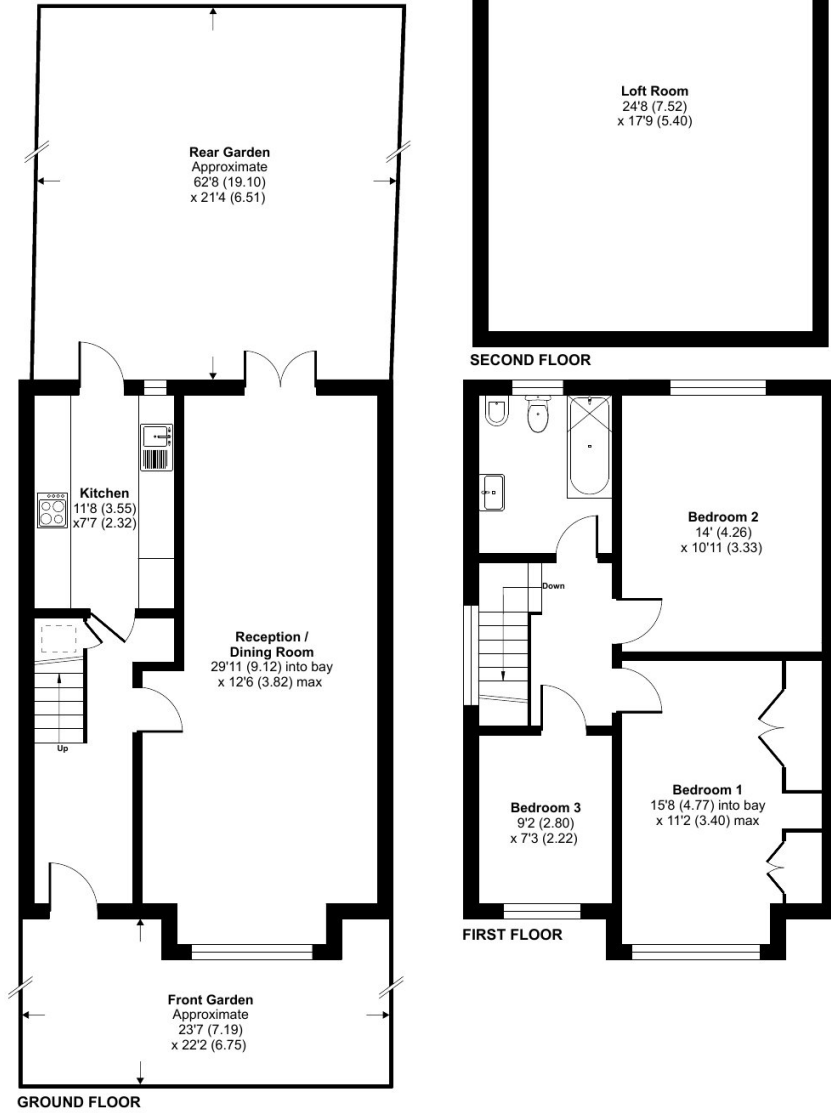 Rear Garden
Approximate
62'8 (19.10)
x 21'4 (6.51)
Loft Room
24'8 (7.52)
x 17'9 (5.40)
SECOND FLOOR
Kitchen
11'8 (3.55)
x7'7 (2.32)
Reception /
Dining Room
29'11 (9.12) into bay
x 12'6 (3.82) max
Up
Front Garden
Approximate
23'7 (7.19)
x 22'2 (6.75)
GROUND FLOOR
Bedroom 2
14' (4.26)
x 10'11 (3.33)
Down
Bedroom 1
15'8 (4.77) into bay
x 11'2 (3.40) max
Bedroom 3
9'2 (2.80)
x 7'3 (2.22)
FIRST FLOOR